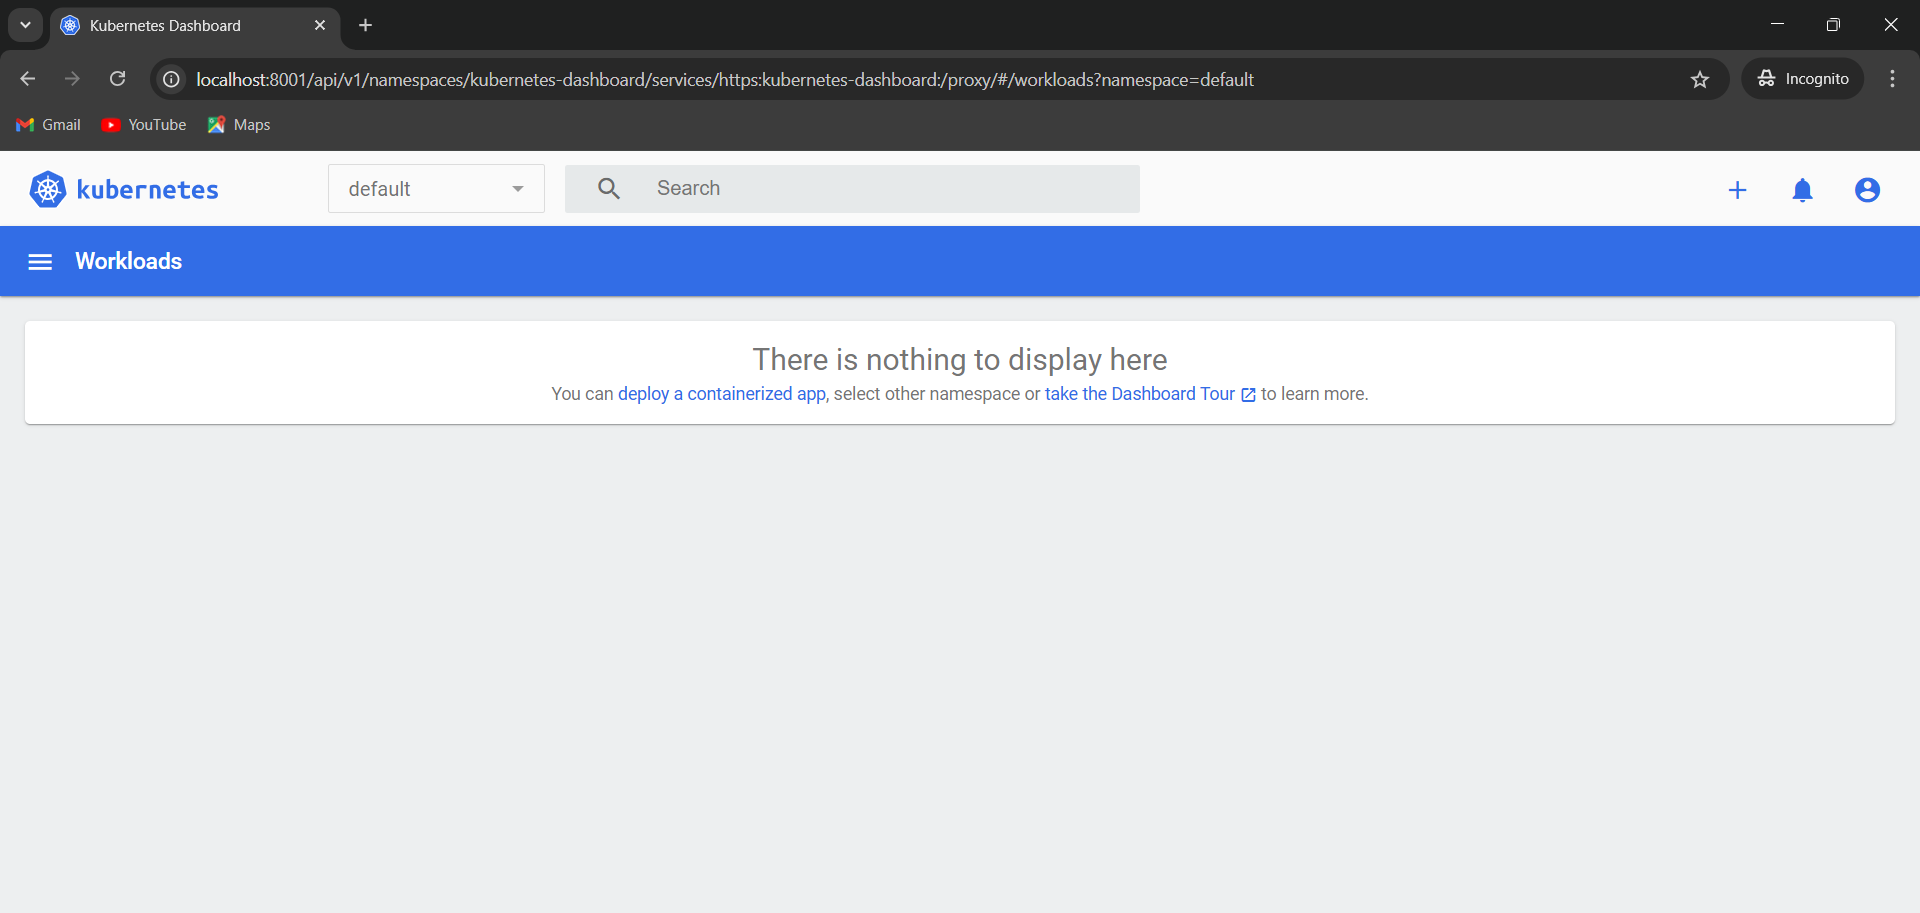 Kubernetes Dashboard
localhost:8001/api/v1/namespaces/kubernetes-dashboard/services/https:kubernetes-dashboard:/proxy/#/workloads?namespace=default
Incognito
Gmail
YouTube
Maps
kubernetes
default
Search
Workloads
There is nothing to display here
You can deploy a containerized app, select other namespace or take the Dashboard Tour to learn more.